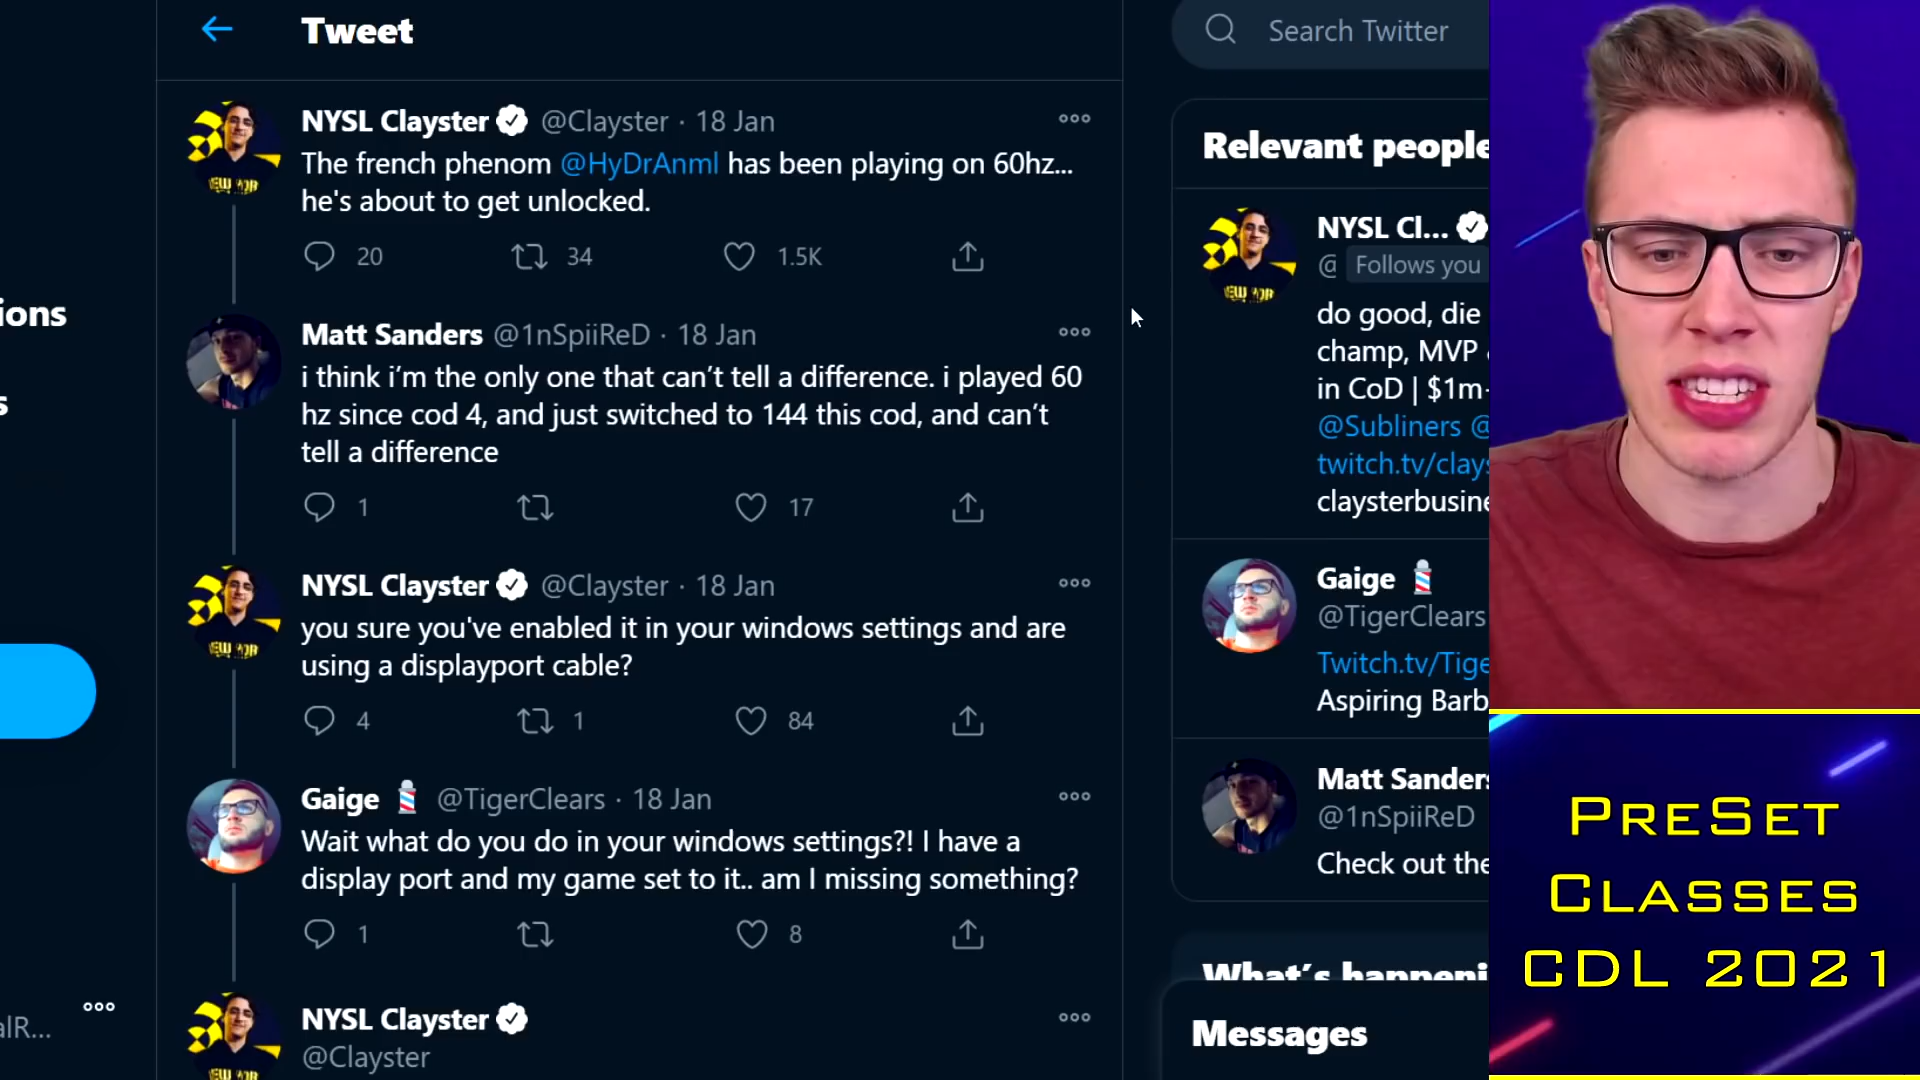 Tweet
Search Twitter
NYSL Clayster @Clayster · 18 Jan
The french phenom @HyDrAnml has been playing on 60hz...
he's about to get unlocked.
20 34 1.5K
Matt Sanders @1nSpiiReD · 18 Jan
i think i’m the only one that can’t tell a difference. i played 60
hz since cod 4, and just switched to 144 this cod, and can’t
tell a difference
1 17
NYSL Clayster @Clayster · 18 Jan
you sure you've enabled it in your windows settings and are
using a displayport cable?
4 1 84
Gaige @TigerClears · 18 Jan
Wait what do you do in your windows settings?! I have a
display port and my game set to it.. am I missing something?
1 8
NYSL Clayster
@Clayster
ions
s
alR...
Relevant people
NYSL Cl...
@ Follows you
do good, die
champ, MVP
in CoD | $1m-
@Subliners @
twitch.tv/clays
claysterbusine
Gaige
@TigerClears
Twitch.tv/Tige
Aspiring Barb
Matt Sanders
@1nSpiiReD
Check out the
What's happeni
Messages
NEW YOR
PreSet
Classes
CDL 2021